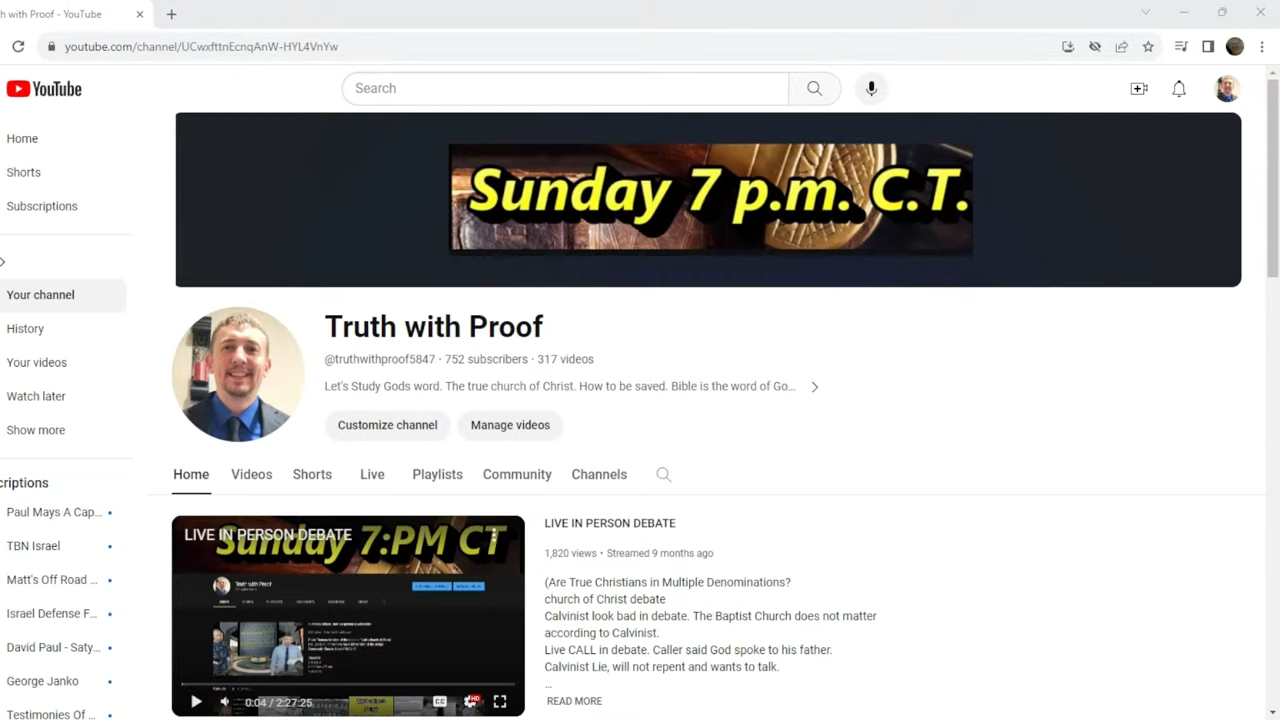 h with Proof - YouTube
youtube.com/channel/UCwxfttnEcnqAnW-HYL4VnYw
YouTube
Search
Home
Shorts
Subscriptions
Your channel
History
Your videos
Watch later
Show more
criptions
Paul Mays A Cap...
TBN Israel
Matt's Off Road ...
Israel Defense F...
David Paul - Saty...
George Janko
Testimonies Of ...
Sunday 7 p.m. C.T.
Truth with Proof
@truthwithproof5847 · 752 subscribers · 317 videos
Let's Study Gods word. The true church of Christ. How to be saved. Bible is the word of Go...
Customize channel
Manage videos
Home Videos Shorts Live Playlists Community Channels
LIVE IN PERSON DEBATE
Sunday 7:PM CT
Truth with Proof
0:04 / 2:27:25
CC
HD
LIVE IN PERSON DEBATE
1,820 views • Streamed 9 months ago
(Are True Christians in Multiple Denominations?
church of Christ debate
Calvinist look bad in debate. The Baptist church does not matter
according to Calvinist.
Live CALL in debate. Caller said God spoke to his father.
Calvinist Lie, will not repent and wants to talk.
...
READ MORE